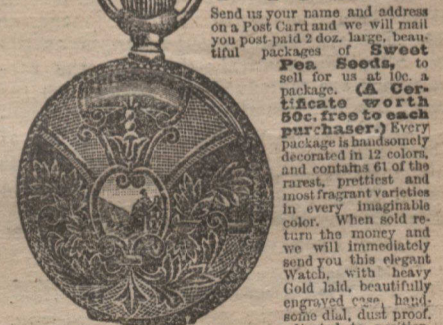 Send us your name and address
on a Post Card and we will mail
you post-paid 2 doz. large, beau-
tiful packages of Sweet
Pea Seeds, to
sell for us at 10c. a
package. (A Cer-
tificate worth
50c. free to each
purchaser.) Every
package is handsomely
decorated in 12 colors,
and contains 61 of the
rarest, prettiest and
most fragrant varieties
in every imaginable
color. When sold re-
turn the money and
we will immediately
send you this elegant
Watch, with heavy
Gold laid, beautifully
engraved case, hand-
some dial, dust proof,